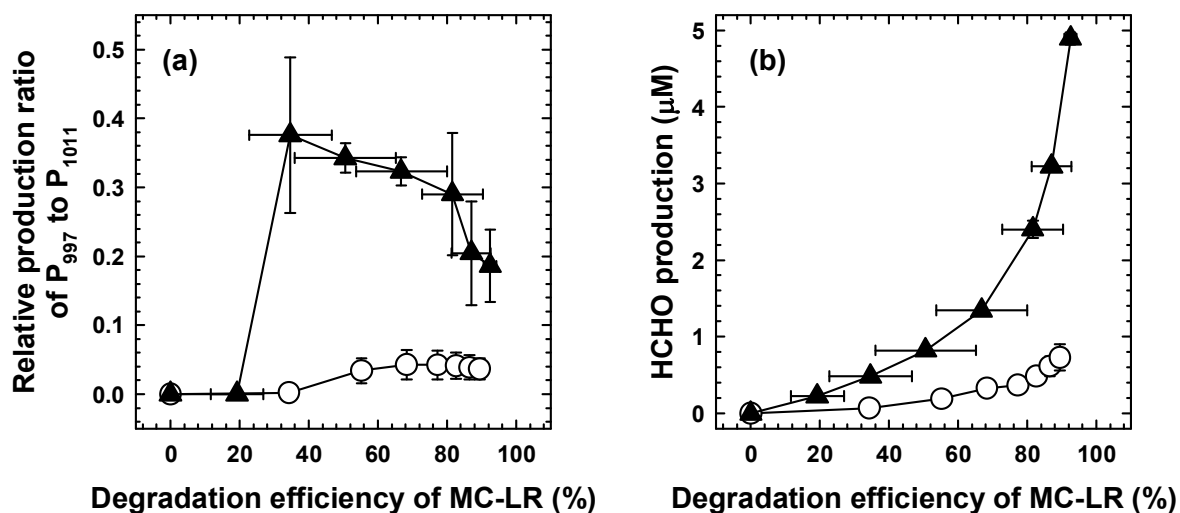 (a)
Relative production ratio
of P₉₉₇ to P₁₀₁₁
0.5
0.4
0.3
0.2
0.1
0.0
0 20 40 60 80 100
Degradation efficiency of MC-LR (%)
(b)
HCHO production (μM)
5
4
3
2
1
0
0 20 40 60 80 100
Degradation efficiency of MC-LR (%)